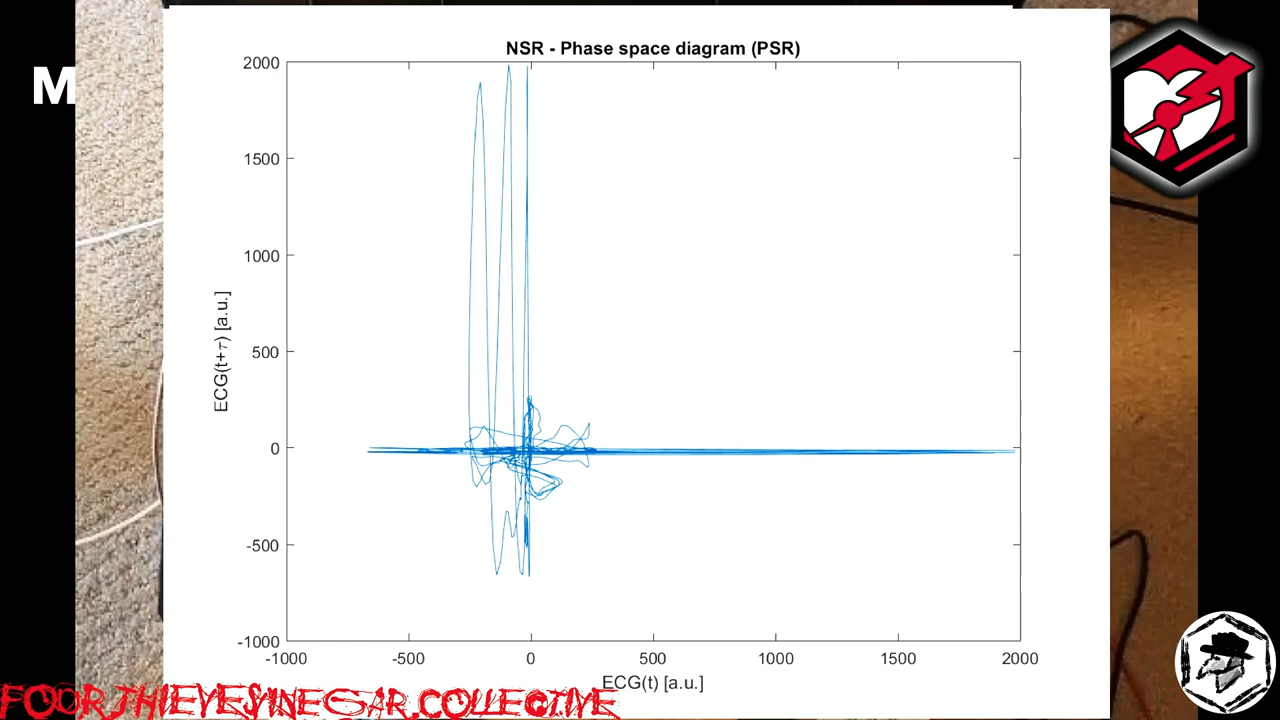 NSR - Phase space diagram (PSR)
M
2000
1500
1000
500
0
-500
-1000
ECG(t+τ) [a.u.]
-1000 -500 0 500 1000 1500 2000
ECG(t) [a.u.]
FOORTHIEVESVINEGAR.COLLECTIVE